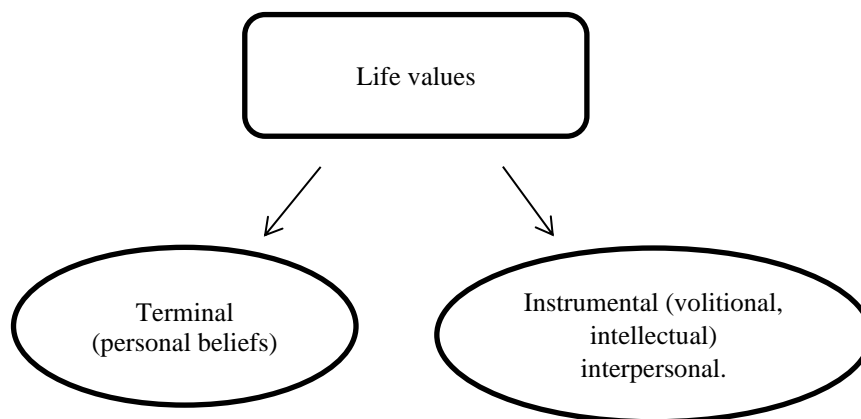 Life values
Terminal
(personal beliefs)
Instrumental (volitional,
intellectual)
interpersonal.